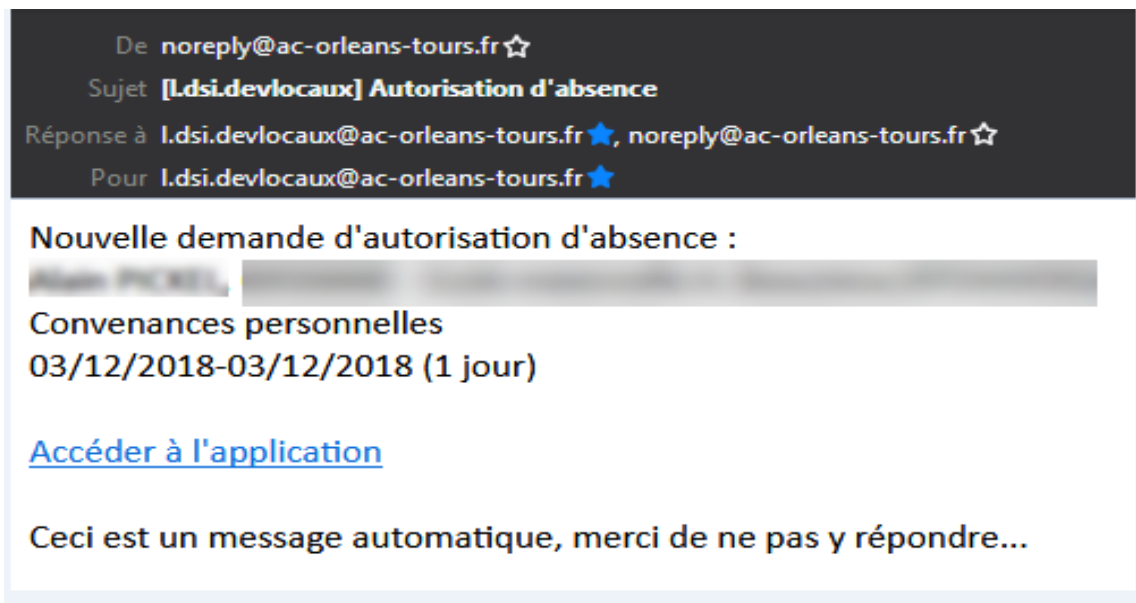 De noreply@ac-orleans-tours.fr
Sujet [l.dsi.devlocaux] Autorisation d'absence
Réponse à l.dsi.devlocaux@ac-orleans-tours.fr, noreply@ac-orleans-tours.fr
Pour l.dsi.devlocaux@ac-orleans-tours.fr
Nouvelle demande d'autorisation d'absence :
Convenances personnelles
03/12/2018-03/12/2018 (1 jour)
Accéder à l'application
Ceci est un message automatique, merci de ne pas y répondre...